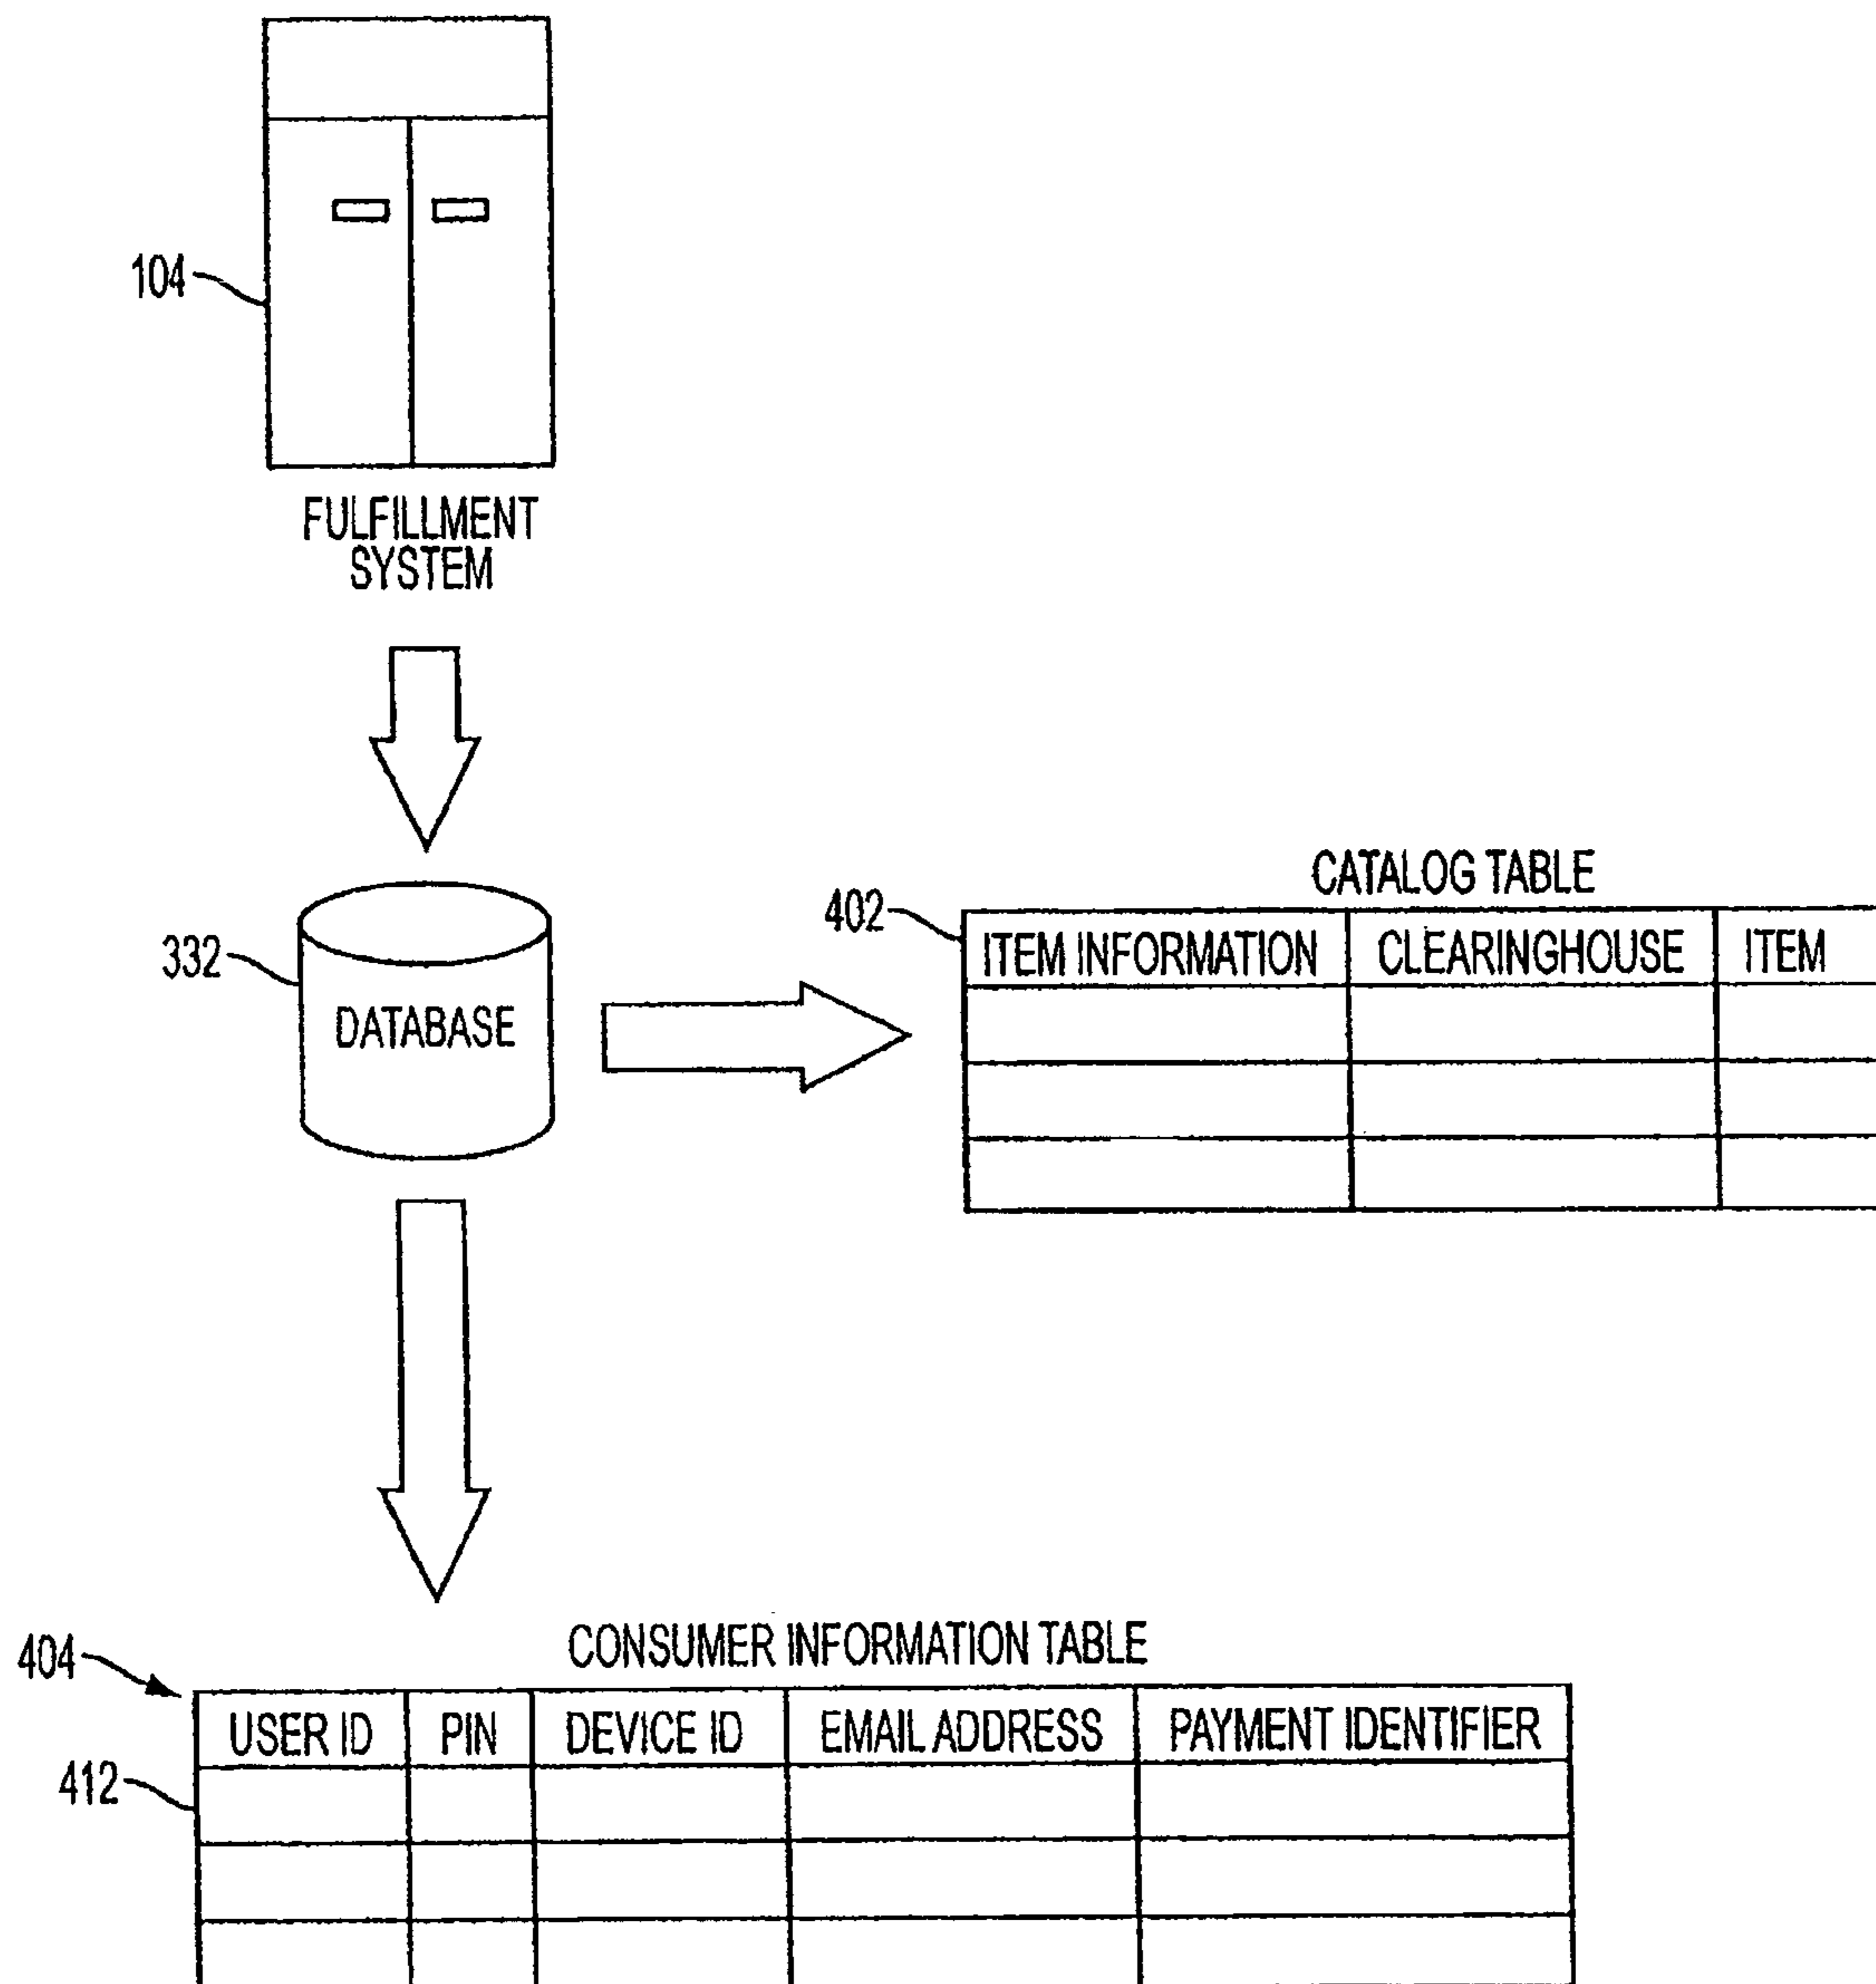 104
FULFILLMENT
SYSTEM
332
DATABASE
CATALOG TABLE
402
ITEM INFORMATION CLEARINGHOUSE ITEM
404
CONSUMER INFORMATION TABLE
USER ID PIN DEVICE ID EMAIL ADDRESS PAYMENT IDENTIFIER
412